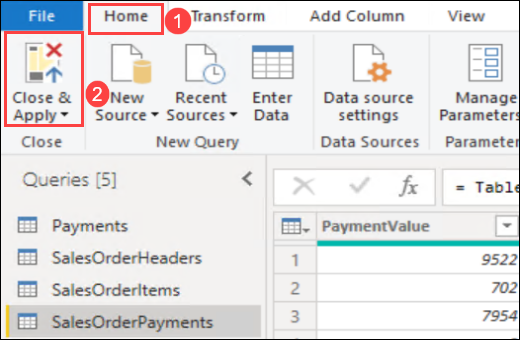 File Home 1 Transform Add Column View
Close & Apply 2 New Source Recent Sources Enter Data Data source settings Manage Parameters
Close New Query Data Sources Parameter
Queries [5]
fx = Table
Payments
SalesOrderHeaders
SalesOrderItems
SalesOrderPayments
PaymentValue
1 9522
2 702
3 7954